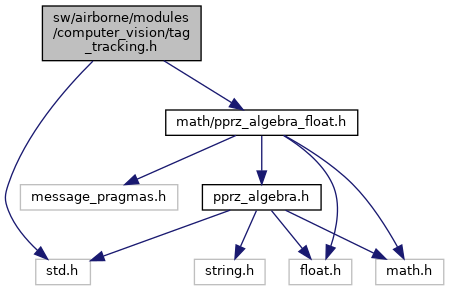 sw/airborne/modules
/computer_vision/tag
_tracking.h
math/pprz_algebra_float.h
message_pragmas.h
pprz_algebra.h
std.h
string.h
float.h
math.h